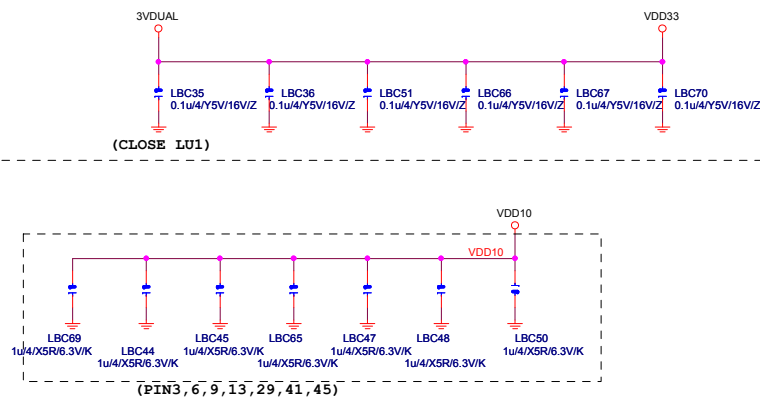 3VDUAL
VDD33
LBC35
0.1u/4/Y5V/16V/Z
LBC36
0.1u/4/Y5V/16V/Z
LBC51
0.1u/4/Y5V/16V/Z
LBC66
0.1u/4/Y5V/16V/Z
LBC67
0.1u/4/Y5V/16V/Z
LBC70
0.1u/4/Y5V/16V/Z
(CLOSE LU1)
VDD10
VDD10
LBC69
1u/4/X5R/6.3V/K
LBC44
1u/4/X5R/6.3V/K
LBC45
1u/4/X5R/6.3V/K
LBC65
1u/4/X5R/6.3V/K
LBC47
1u/4/X5R/6.3V/K
LBC48
1u/4/X5R/6.3V/K
LBC50
1u/4/X5R/6.3V/K
(PIN3,6,9,13,29,41,45)